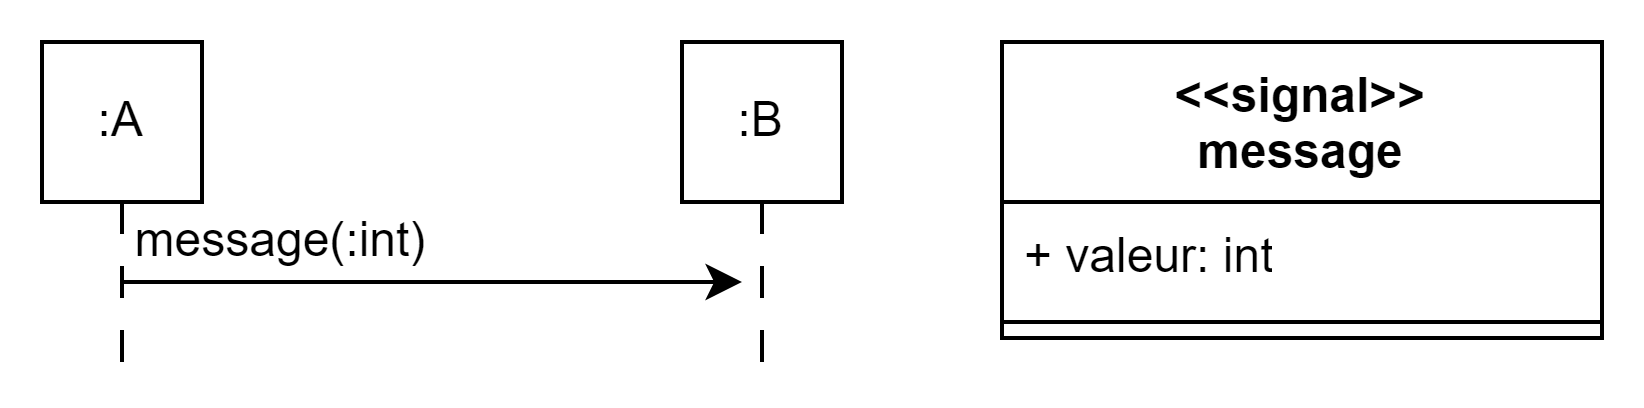 :A
:B
message(:int)
<<signal>>
message
+ valeur: int